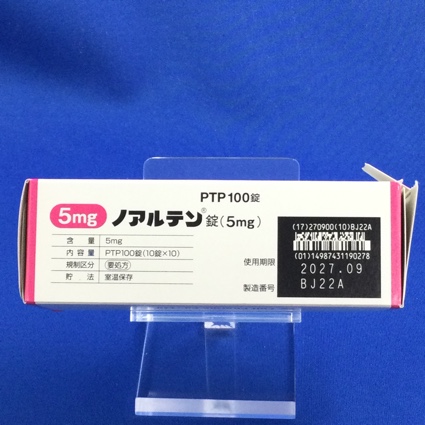 PTP100錠
5mg ノアルテン®錠(5mg)
含量 5mg
内容量 PTP100錠(10錠×10)
規制区分 要処方
貯法 室温保存
(17)270900(10)BJ22A
(01)14987431190278
使用期限 2027.09
製造番号 BJ22A